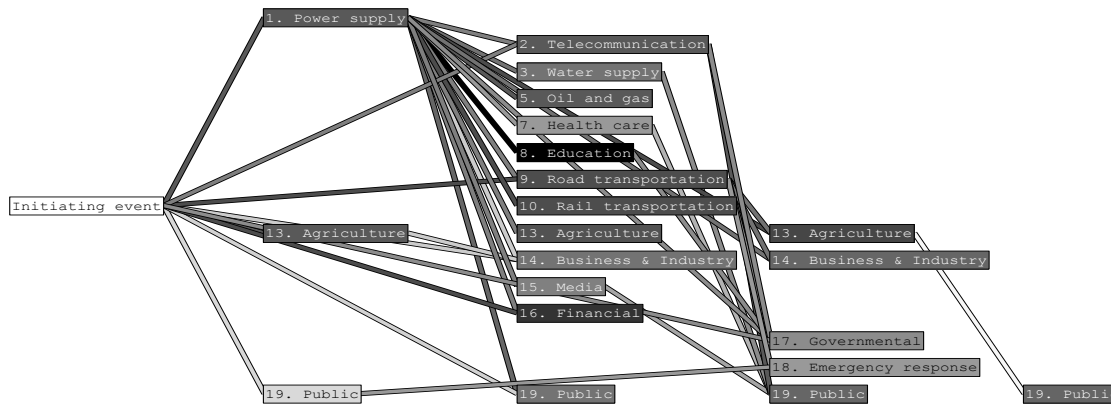 1. Power supply
2. Telecommunication
3. Water supply
5. Oil and gas
7. Health care
8. Education
9. Road transportation
Initiating event
10. Rail transportation
13. Agriculture
13. Agriculture
13. Agriculture
14. Business & Industry
14. Business & Industry
15. Media
16. Financial
17. Governmental
18. Emergency response
19. Public
19. Public
19. Public
19. Public